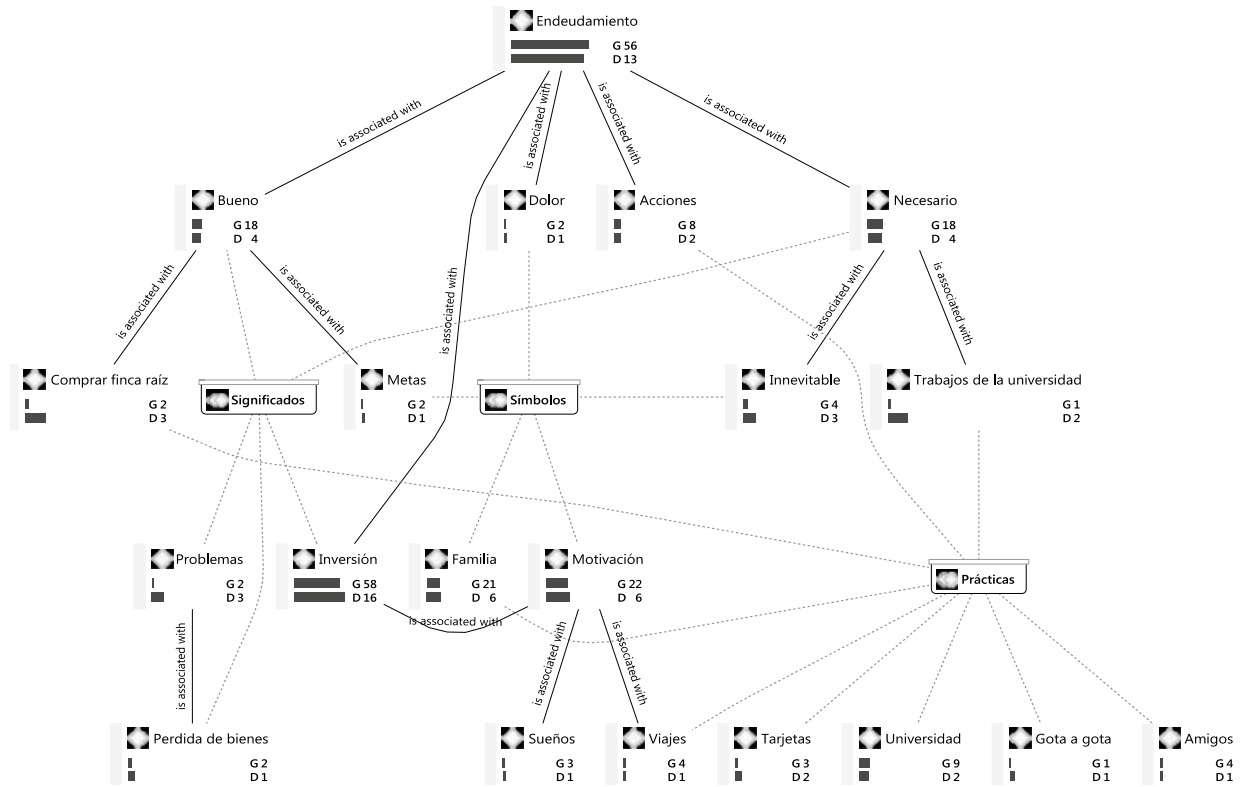 Endeudamiento
G 56
D 13
is associated with
is associated with
is associated with
is associated with
is associated with
Bueno
G 18
D 4
Dolor
G 2
D 1
Acciones
G 8
D 2
Necesario
G 18
D 4
is associated with
is associated with
is associated with
is associated with
Comprar finca raíz
G 2
D 3
Significados
Metas
G 2
D 1
Símbolos
Innevitable
G 4
D 3
Trabajos de la universidad
G 1
D 2
Problemas
G 2
D 3
Inversión
G 58
D 16
Familia
G 21
D 6
Motivación
G 22
D 6
Prácticas
is associated with
is associated with
is associated with
is associated with
Perdida de bienes
G 2
D 1
Sueños
G 3
D 1
Viajes
G 4
D 1
Tarjetas
G 3
D 2
Universidad
G 9
D 2
Gota a gota
G 1
D 1
Amigos
G 4
D 1